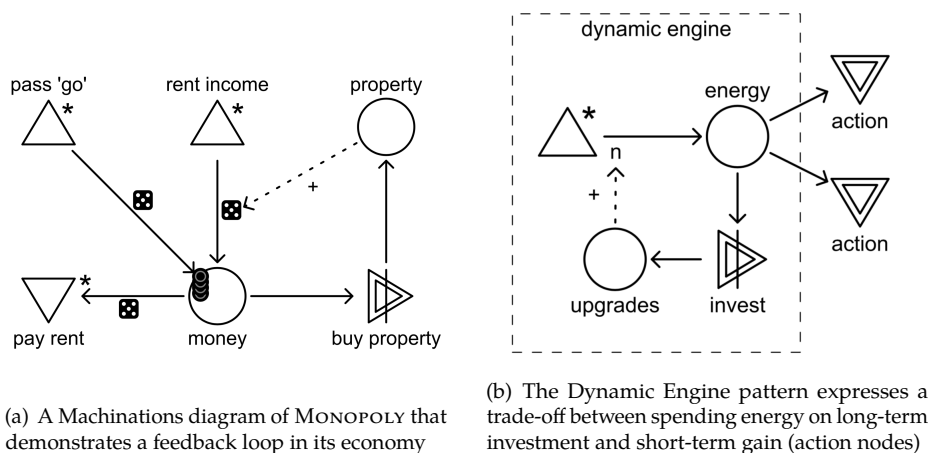 pass 'go'
rent income
property
*
*
+
*
pay rent
money
buy property
dynamic engine
energy
*
n
+
action
action
upgrades
invest
(a) A Machinations diagram of MONOPOLY that
demonstrates a feedback loop in its economy
(b) The Dynamic Engine pattern expresses a
trade-off between spending energy on long-term
investment and short-term gain (action nodes)